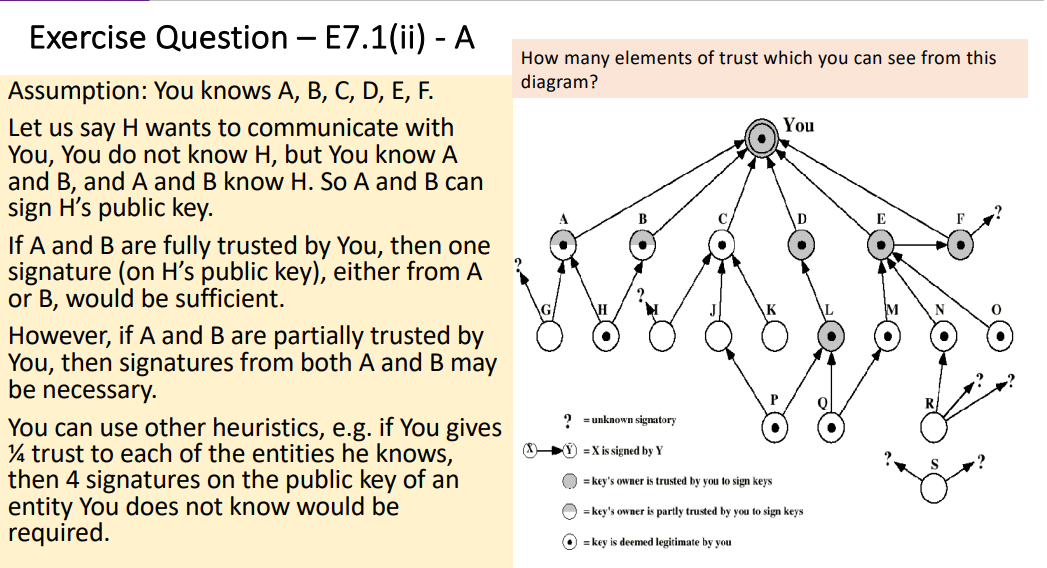 Exercise Question – E7.1(ii) - A
Assumption: You knows A, B, C, D, E, F.
Let us say H wants to communicate with
You, You do not know H, but You know A
and B, and A and B know H. So A and B can
sign H’s public key.
If A and B are fully trusted by You, then one
signature (on H’s public key), either from A
or B, would be sufficient.
However, if A and B are partially trusted by
You, then signatures from both A and B may
be necessary.
You can use other heuristics, e.g. if You gives
¼ trust to each of the entities he knows,
then 4 signatures on the public key of an
entity You does not know would be
required.
How many elements of trust which you can see from this
diagram?
You
A B C D E F ?
?
?
G H I J K L M N O
? ?
P Q R
? S ?
? = unknown signatory
X Y = X is signed by Y
= key's owner is trusted by you to sign keys
= key's owner is partly trusted by you to sign keys
= key is deemed legitimate by you